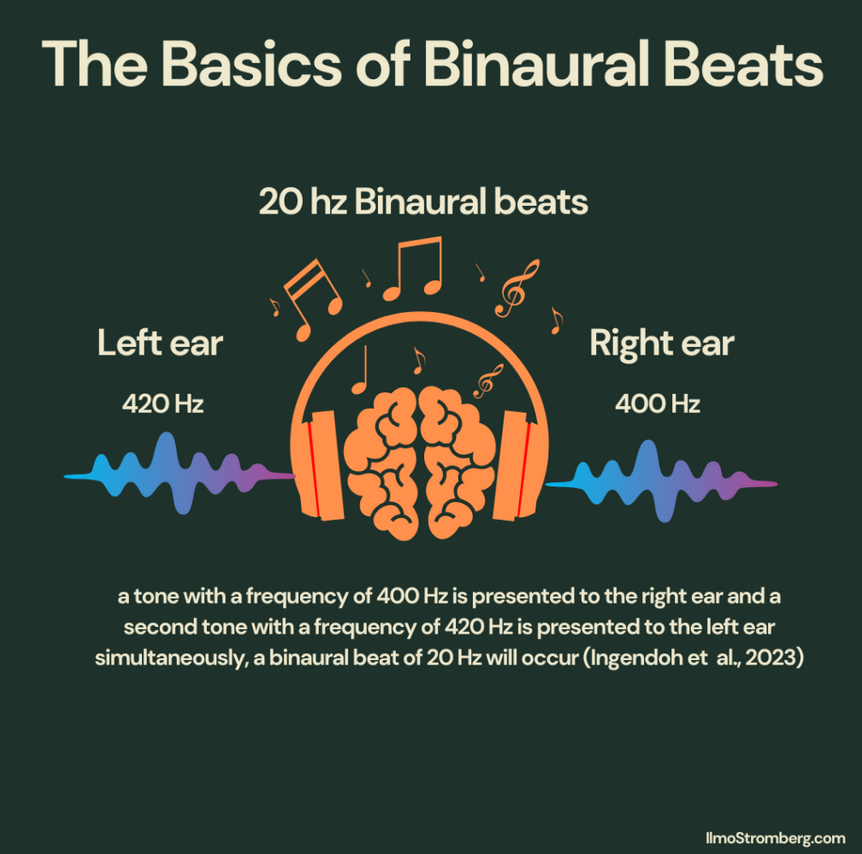 The Basics of Binaural Beats
20 hz Binaural beats
Left ear
Right ear
420 Hz
400 Hz
a tone with a frequency of 400 Hz is presented to the right ear and a
second tone with a frequency of 420 Hz is presented to the left ear
simultaneously, a binaural beat of 20 Hz will occur (Ingendoh et al., 2023)
IlmoStromberg.com